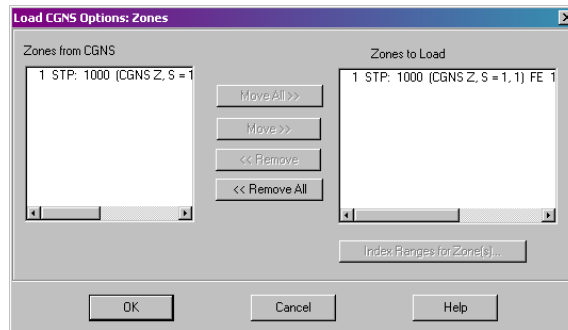 Load CGNS Options: Zones
Zones from CGNS
1 STP: 1000 (CGNS Z, S = 1
Move All >>
Move >>
<< Remove
<< Remove All
Zones to Load
1 STP: 1000 (CGNS Z, S = 1, 1) FE 1
Index Ranges for Zone(s)...
OK
Cancel
Help